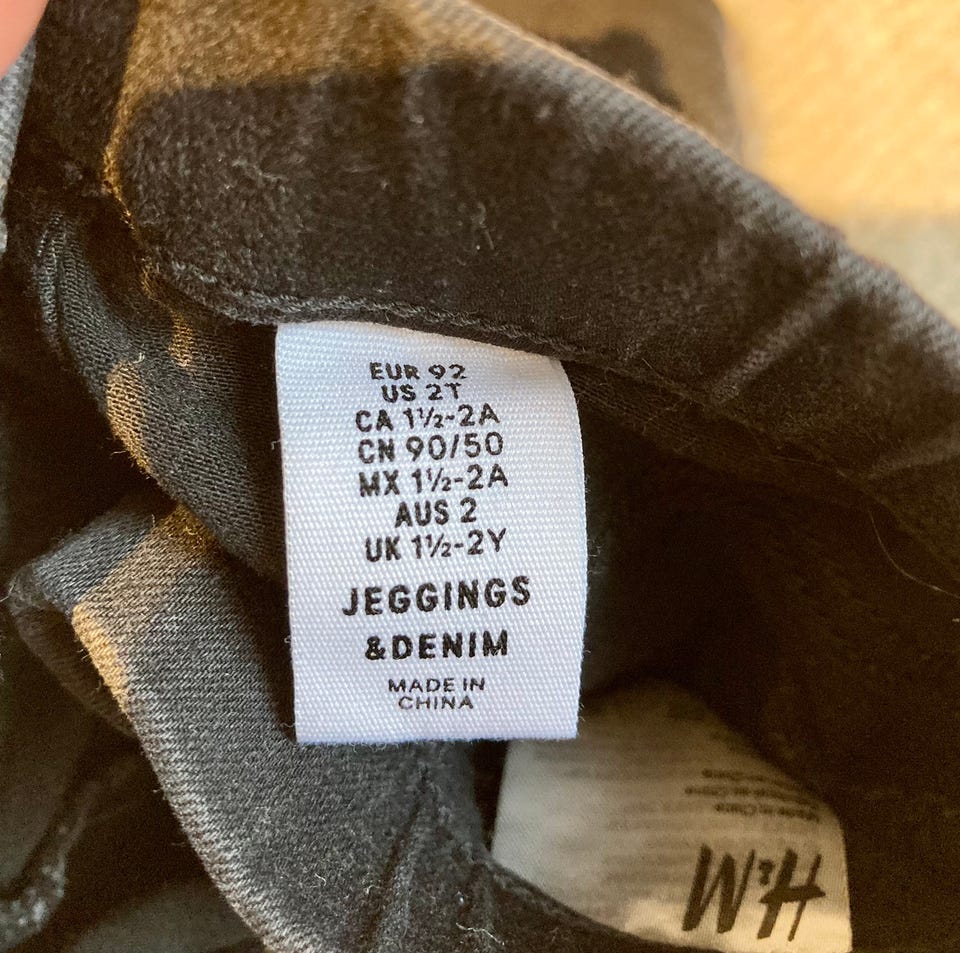 EUR 92
US 2T
CA 1½-2A
CN 90/50
MX 1½-2A
AUS 2
UK 1½-2Y
JEGGINGS
&DENIM
MADE IN
CHINA
H&M